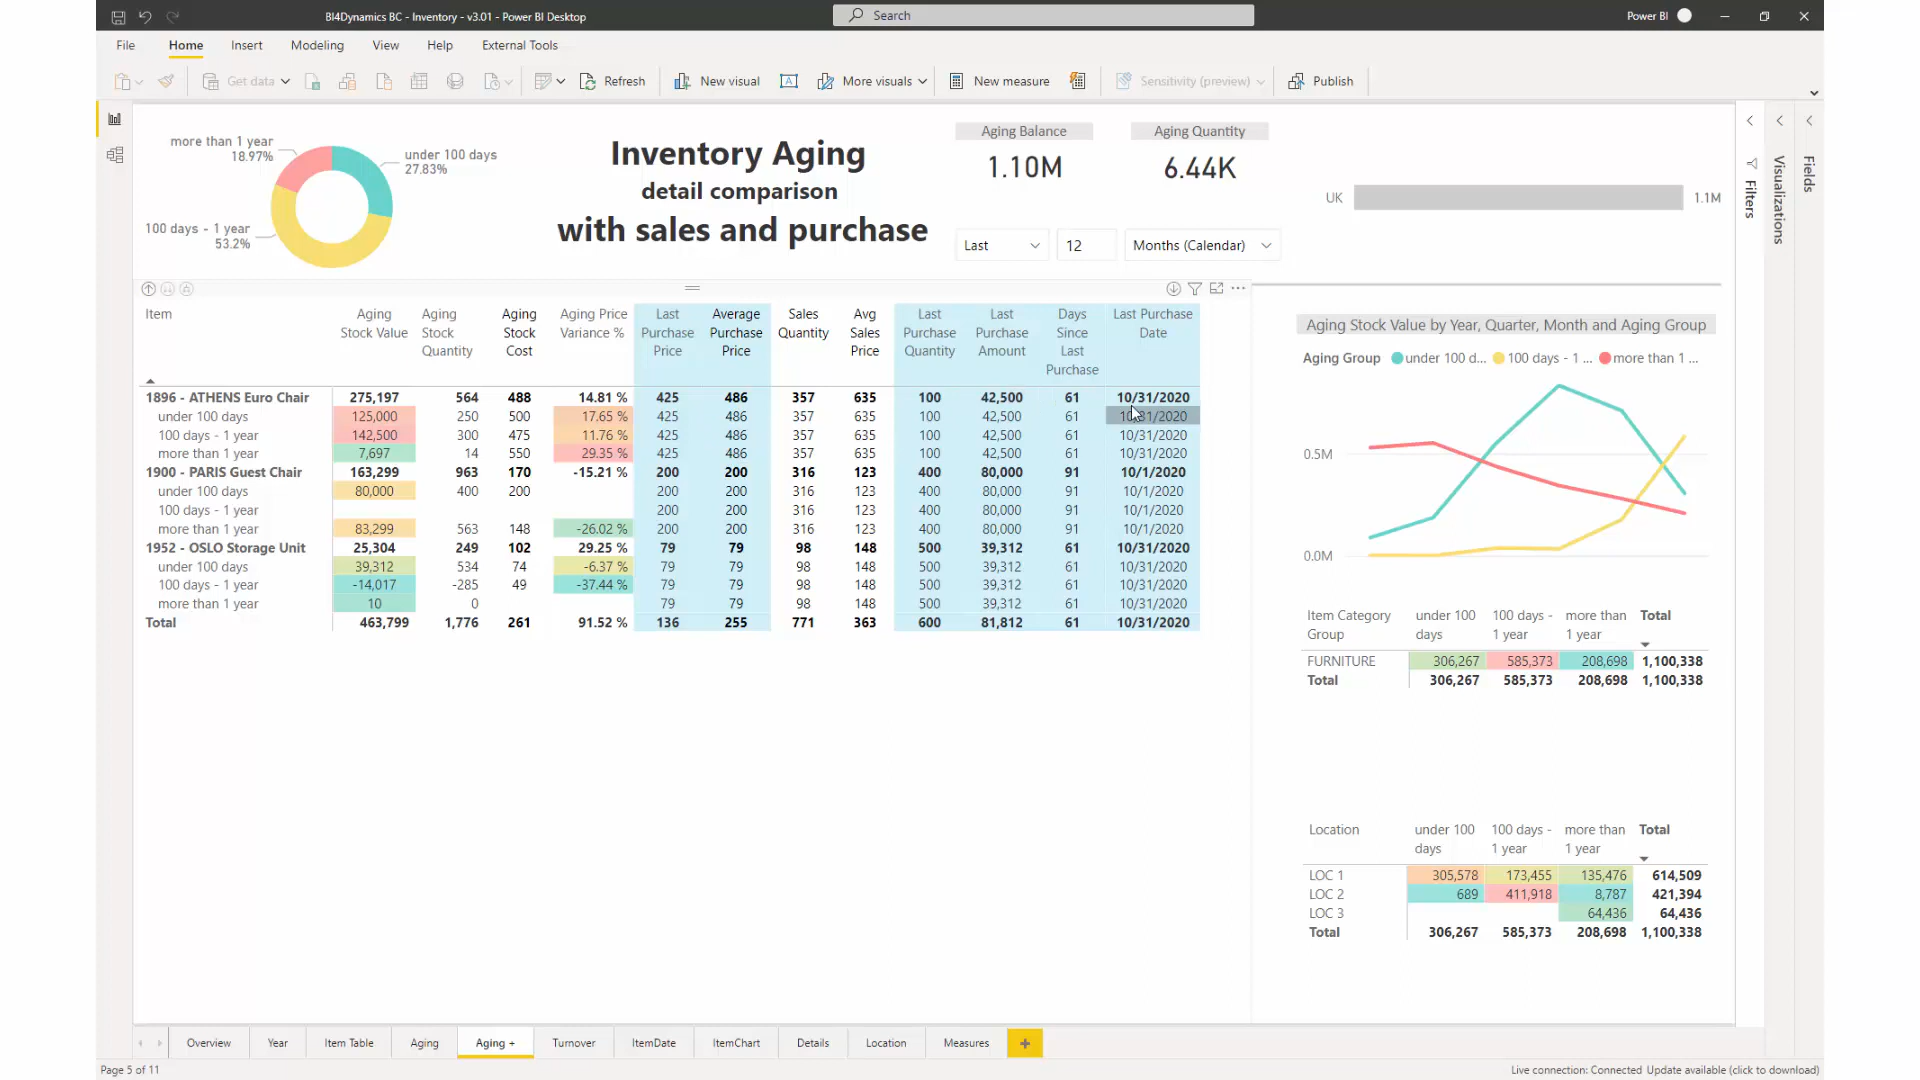 BI4Dynamics BC - Inventory - v3.01 - Power BI Desktop
Search
Power BI
File Home Insert Modeling View Help External Tools
Get data Refresh New visual More visuals New measure Sensitivity (preview) Publish
more than 1 year
18.97%
under 100 days
27.83%
100 days - 1 year
53.2%
Inventory Aging
detail comparison
with sales and purchase
Aging Balance
1.10M
Aging Quantity
6.44K
Last 12 Months (Calendar)
UK 1.1M
Filters
Visualizations
Fields
Item Aging Stock Value Aging Stock Quantity Aging Stock Cost Aging Price Variance % Last Purchase Price Average Purchase Price Sales Quantity Avg Sales Price Last Purchase Quantity Last Purchase Amount Days Since Last Purchase Last Purchase Date
1896 - ATHENS Euro Chair 275,197 564 488 14.81 % 425 486 357 635 100 42,500 61 10/31/2020
under 100 days 125,000 250 500 17.65 % 425 486 357 635 100 42,500 61 10/31/2020
100 days - 1 year 142,500 300 475 11.76 % 425 486 357 635 100 42,500 61 10/31/2020
more than 1 year 7,697 14 550 29.35 % 425 486 357 635 100 42,500 61 10/31/2020
1900 - PARIS Guest Chair 163,299 963 170 -15.21 % 200 200 316 123 400 80,000 91 10/1/2020
under 100 days 80,000 400 200 200 200 316 123 400 80,000 91 10/1/2020
100 days - 1 year 200 200 316 123 400 80,000 91 10/1/2020
more than 1 year 83,299 563 148 -26.02 % 200 200 316 123 400 80,000 91 10/1/2020
1952 - OSLO Storage Unit 25,304 249 102 29.25 % 79 79 98 148 500 39,312 61 10/31/2020
under 100 days 39,312 534 74 -6.37 % 79 79 98 148 500 39,312 61 10/31/2020
100 days - 1 year -14,017 -285 49 -37.44 % 79 79 98 148 500 39,312 61 10/31/2020
more than 1 year 10 0 79 79 98 148 500 39,312 61 10/31/2020
Total 463,799 1,776 261 91.52 % 136 255 771 363 600 81,812 61 10/31/2020
Aging Stock Value by Year, Quarter, Month and Aging Group
Aging Group under 100 d... 100 days - 1 ... more than 1 ...
0.5M
0.0M
Item Category Group under 100 days 100 days - 1 year more than 1 year Total
FURNITURE 306,267 585,373 208,698 1,100,338
Total 306,267 585,373 208,698 1,100,338
Location under 100 days 100 days - 1 year more than 1 year Total
LOC 1 305,578 173,455 135,476 614,509
LOC 2 689 411,918 8,787 421,394
LOC 3 64,436 64,436
Total 306,267 585,373 208,698 1,100,338
Overview Year Item Table Aging Aging + Turnover ItemDate ItemChart Details Location Measures +
Page 5 of 11
Live connection: Connected Update available (click to download)